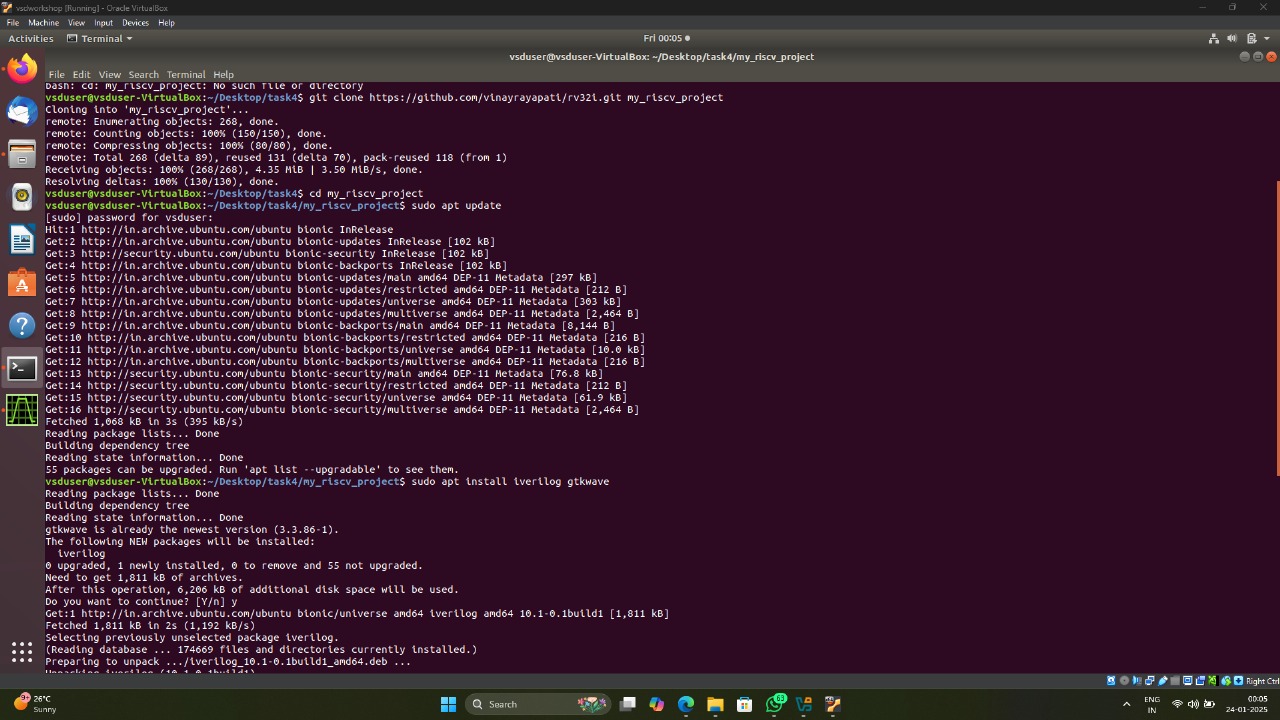 vsdworkshop [Running] - Oracle VirtualBox
File Machine View Input Devices Help
Activities Terminal Fri 00:05
vsduser@vsduser-VirtualBox: ~/Desktop/task4/my_riscv_project
File Edit View Search Terminal Help
bash: cd: my_riscv_project: No such file or directory
vsduser@vsduser-VirtualBox:~/Desktop/task4$ git clone https://github.com/vinayrayapati/rv32i.git my_riscv_project
Cloning into 'my_riscv_project'...
remote: Enumerating objects: 268, done.
remote: Counting objects: 100% (150/150), done.
remote: Compressing objects: 100% (80/80), done.
remote: Total 268 (delta 89), reused 131 (delta 70), pack-reused 118 (from 1)
Receiving objects: 100% (268/268), 4.35 MiB | 3.50 MiB/s, done.
Resolving deltas: 100% (130/130), done.
vsduser@vsduser-VirtualBox:~/Desktop/task4$ cd my_riscv_project
vsduser@vsduser-VirtualBox:~/Desktop/task4/my_riscv_project$ sudo apt update
[sudo] password for vsduser:
Hit:1 http://in.archive.ubuntu.com/ubuntu bionic InRelease
Get:2 http://in.archive.ubuntu.com/ubuntu bionic-updates InRelease [102 kB]
Get:3 http://security.ubuntu.com/ubuntu bionic-security InRelease [102 kB]
Get:4 http://in.archive.ubuntu.com/ubuntu bionic-backports InRelease [102 kB]
Get:5 http://in.archive.ubuntu.com/ubuntu bionic-updates/main amd64 DEP-11 Metadata [297 kB]
Get:6 http://in.archive.ubuntu.com/ubuntu bionic-updates/restricted amd64 DEP-11 Metadata [212 B]
Get:7 http://in.archive.ubuntu.com/ubuntu bionic-updates/universe amd64 DEP-11 Metadata [303 kB]
Get:8 http://in.archive.ubuntu.com/ubuntu bionic-updates/multiverse amd64 DEP-11 Metadata [2,464 B]
Get:9 http://in.archive.ubuntu.com/ubuntu bionic-backports/main amd64 DEP-11 Metadata [8,144 B]
Get:10 http://in.archive.ubuntu.com/ubuntu bionic-backports/restricted amd64 DEP-11 Metadata [216 B]
Get:11 http://in.archive.ubuntu.com/ubuntu bionic-backports/universe amd64 DEP-11 Metadata [10.0 kB]
Get:12 http://in.archive.ubuntu.com/ubuntu bionic-backports/multiverse amd64 DEP-11 Metadata [216 B]
Get:13 http://security.ubuntu.com/ubuntu bionic-security/main amd64 DEP-11 Metadata [76.8 kB]
Get:14 http://security.ubuntu.com/ubuntu bionic-security/restricted amd64 DEP-11 Metadata [212 B]
Get:15 http://security.ubuntu.com/ubuntu bionic-security/universe amd64 DEP-11 Metadata [61.9 kB]
Get:16 http://security.ubuntu.com/ubuntu bionic-security/multiverse amd64 DEP-11 Metadata [2,464 B]
Fetched 1,068 kB in 3s (395 kB/s)
Reading package lists... Done
Building dependency tree
Reading state information... Done
55 packages can be upgraded. Run 'apt list --upgradable' to see them.
vsduser@vsduser-VirtualBox:~/Desktop/task4/my_riscv_project$ sudo apt install iverilog gtkwave
Reading package lists... Done
Building dependency tree
Reading state information... Done
gtkwave is already the newest version (3.3.86-1).
The following NEW packages will be installed:
iverilog
0 upgraded, 1 newly installed, 0 to remove and 55 not upgraded.
Need to get 1,811 kB of archives.
After this operation, 6,206 kB of additional disk space will be used.
Do you want to continue? [Y/n] y
Get:1 http://in.archive.ubuntu.com/ubuntu bionic/universe amd64 iverilog amd64 10.1-0.1build1 [1,811 kB]
Fetched 1,811 kB in 2s (1,192 kB/s)
Selecting previously unselected package iverilog.
(Reading database ... 174669 files and directories currently installed.)
Preparing to unpack .../iverilog_10.1-0.1build1_amd64.deb ...
Unpacking iverilog (10.1-0.1build1)
Right Ctrl
26°C
Sunny
Search
63
ENG
IN
00:05
24-01-2025